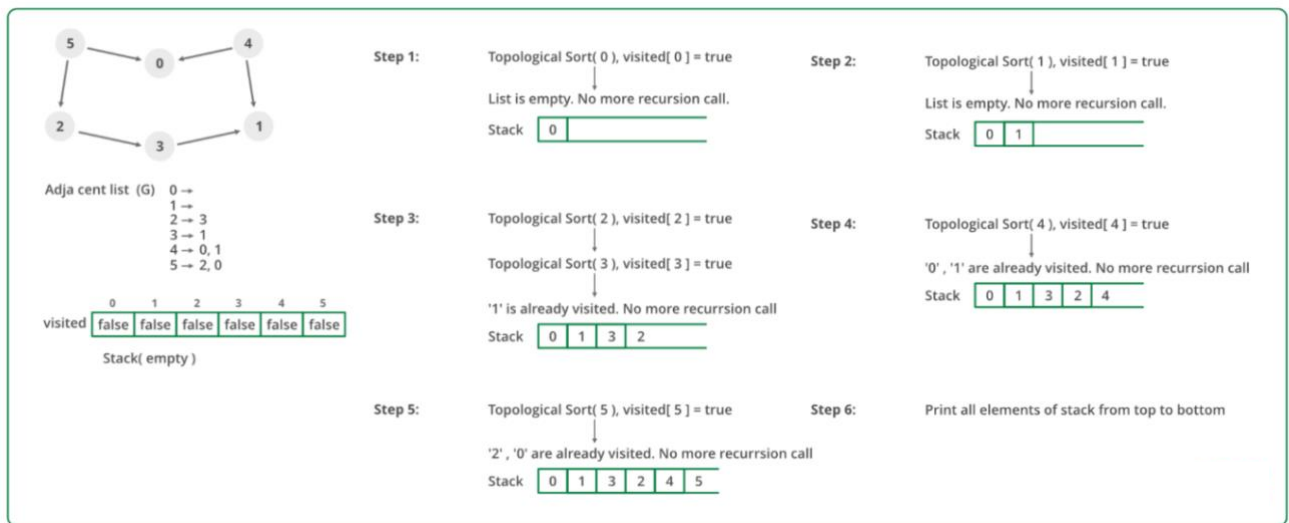 5 4
0
2 1
3
Adja cent list (G) 0 →
1 →
2 → 3
3 → 1
4 → 0, 1
5 → 2, 0
0 1 2 3 4 5
visited false false false false false false
Stack( empty )
Step 1:
Topological Sort( 0 ), visited[ 0 ] = true
List is empty. No more recursion call.
Stack 0
Step 2:
Topological Sort( 1 ), visited[ 1 ] = true
List is empty. No more recursion call.
Stack 0 1
Step 3:
Topological Sort( 2 ), visited[ 2 ] = true
Topological Sort( 3 ), visited[ 3 ] = true
'1' is already visited. No more recurrsion call
Stack 0 1 3 2
Step 4:
Topological Sort( 4 ), visited[ 4 ] = true
'0' , '1' are already visited. No more recurrsion call
Stack 0 1 3 2 4
Step 5:
Topological Sort( 5 ), visited[ 5 ] = true
'2' , '0' are already visited. No more recurrsion call
Stack 0 1 3 2 4 5
Step 6:
Print all elements of stack from top to bottom